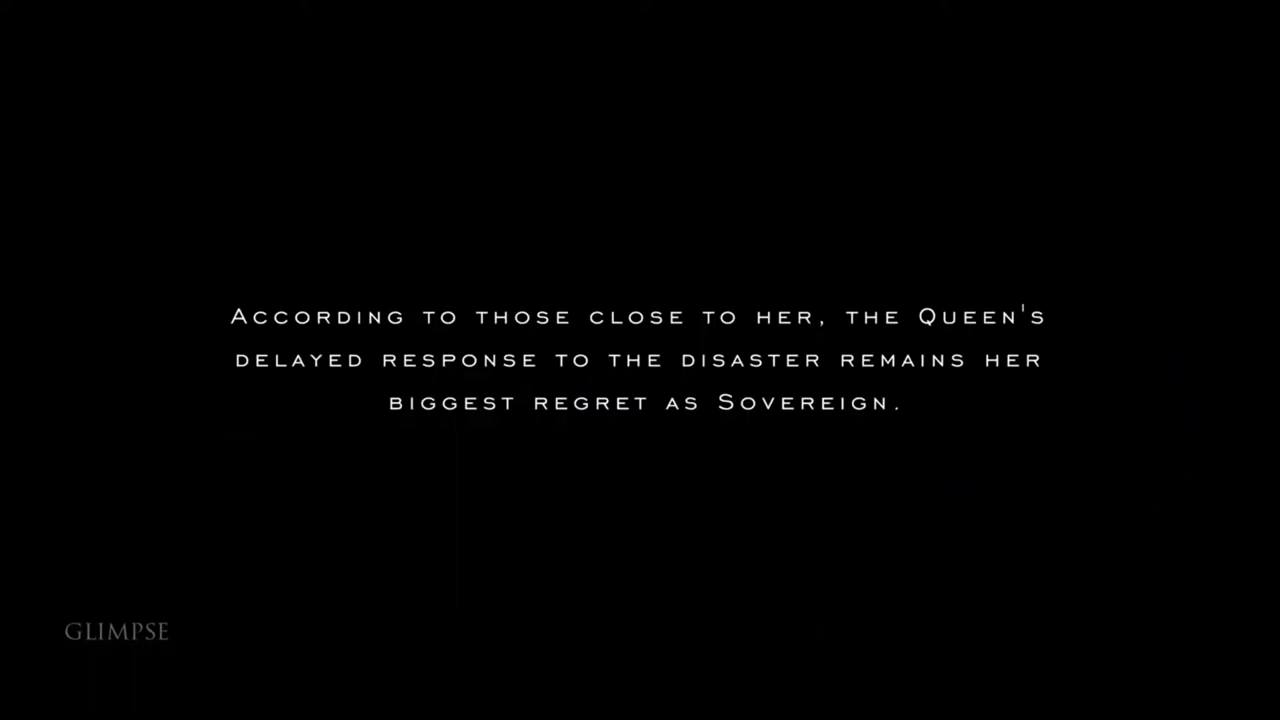 According to those close to her, the Queen's
delayed response to the disaster remains her
biggest regret as Sovereign.
GLIMPSE